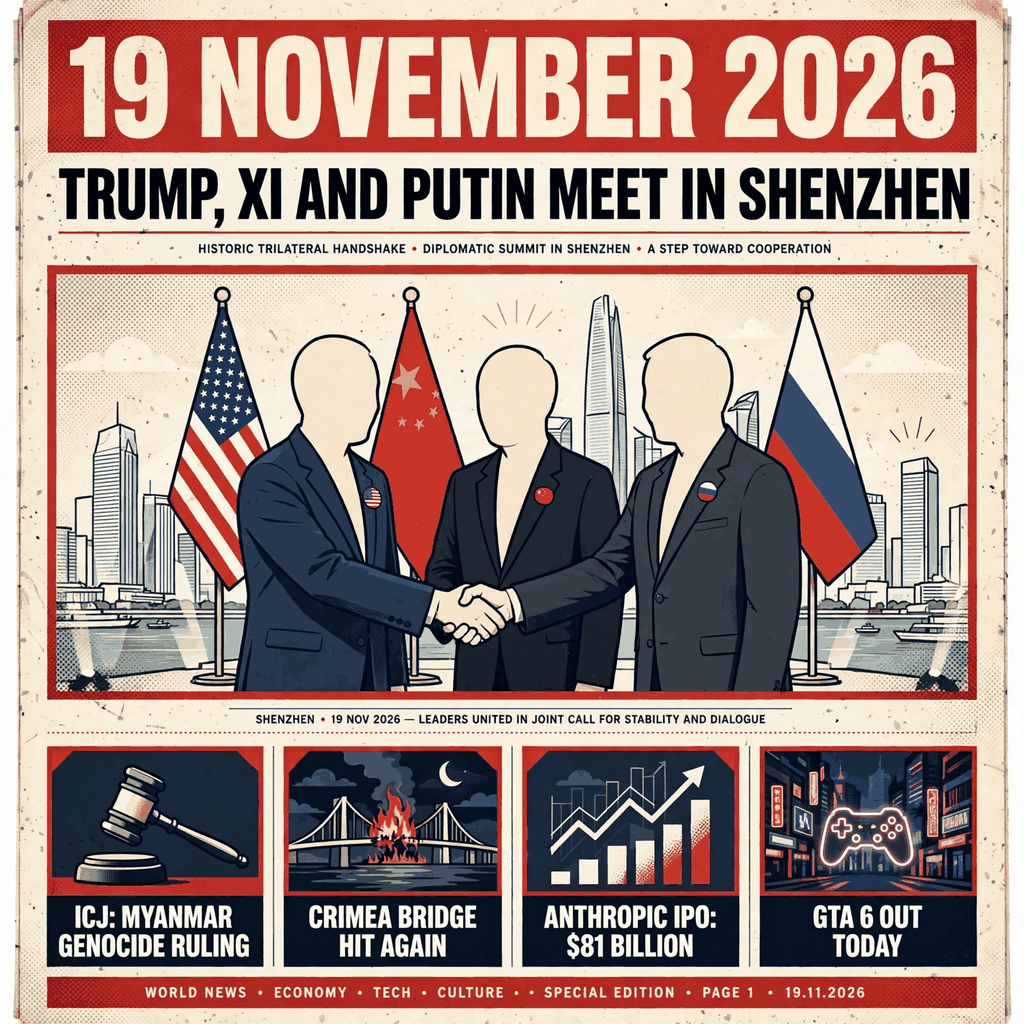 19 NOVEMBER 2026
TRUMP, XI AND PUTIN MEET IN SHENZHEN
HISTORIC TRILATERAL HANDSHAKE • DIPLOMATIC SUMMIT IN SHENZHEN • A STEP TOWARD COOPERATION
SHENZHEN • 19 NOV 2026 — LEADERS UNITED IN JOINT CALL FOR STABILITY AND DIALOGUE
ICJ: MYANMAR
GENOCIDE RULING
CRIMEA BRIDGE
HIT AGAIN
ANTHROPIC IPO:
$81 BILLION
GTA 6 OUT
TODAY
WORLD NEWS • ECONOMY • TECH • CULTURE • • SPECIAL EDITION • PAGE 1 • 19.11.2026